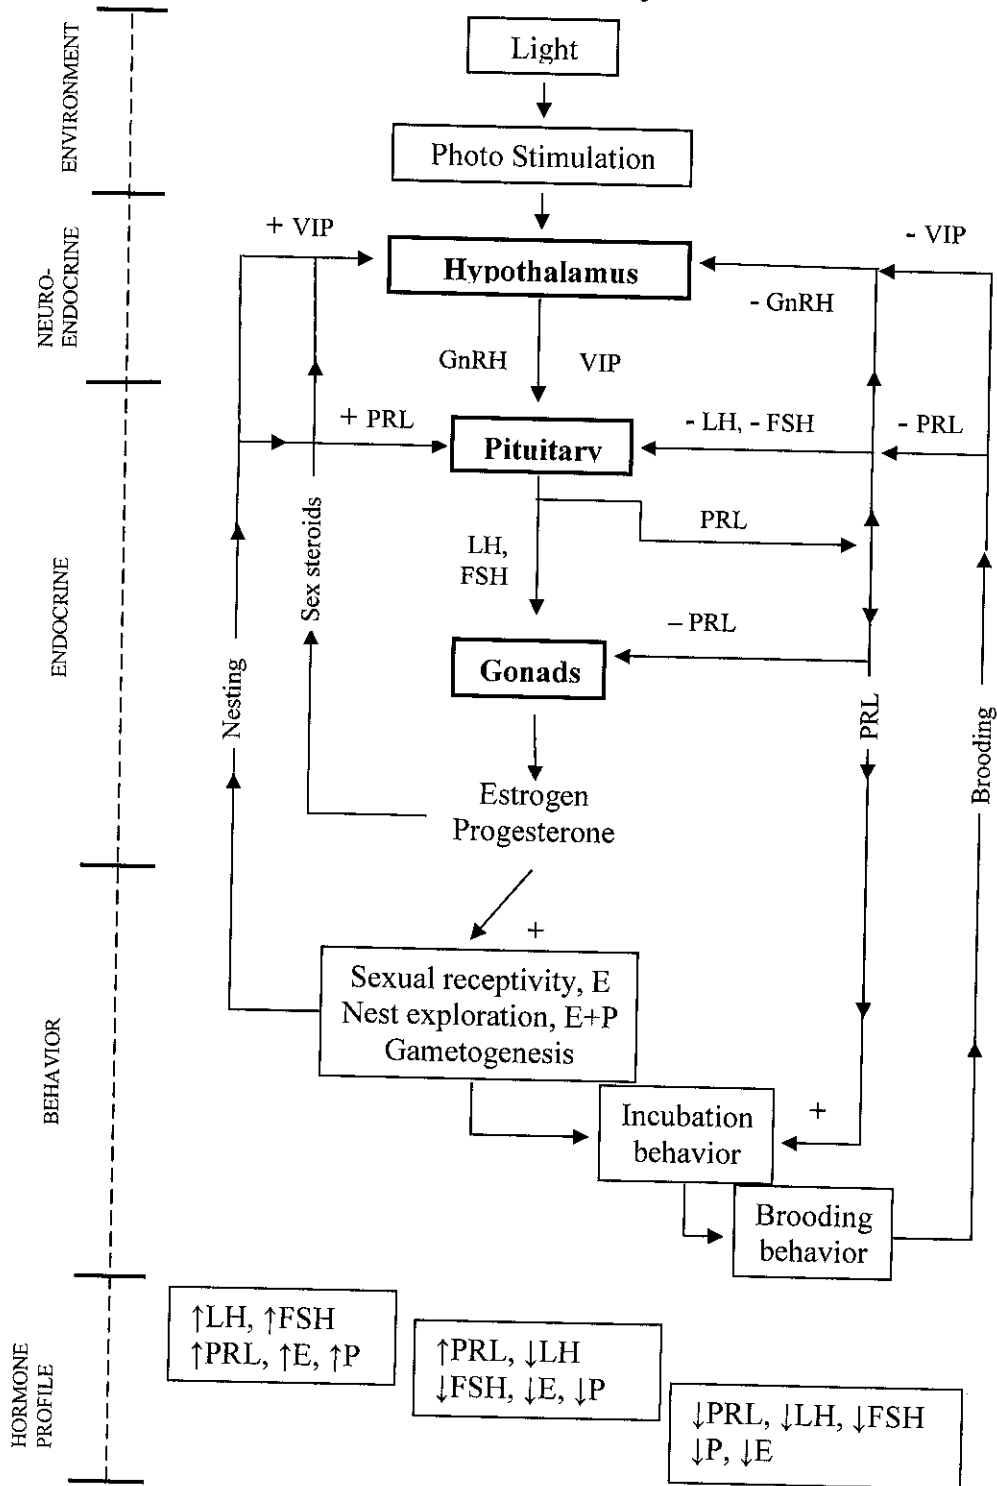 Light
Photo Stimulation
+ VIP
Hypothalamus
- VIP
- GnRH
GnRH
VIP
+ PRL
Pituitary
- LH, - FSH
- PRL
PRL
LH,
FSH
Sex steroids
– PRL
Gonads
Nesting
PRL
Brooding
Estrogen
Progesterone
+
Sexual receptivity, E
Nest exploration, E+P
Gametogenesis
Incubation
behavior
+
Brooding
behavior
ENVIRONMENT
NEURO-
ENDOCRINE
ENDOCRINE
BEHAVIOR
HORMONE
PROFILE
↑LH, ↑FSH
↑PRL, ↑E, ↑P
↑PRL, ↓LH
↓FSH, ↓E, ↓P
↓PRL, ↓LH, ↓FSH
↓P, ↓E